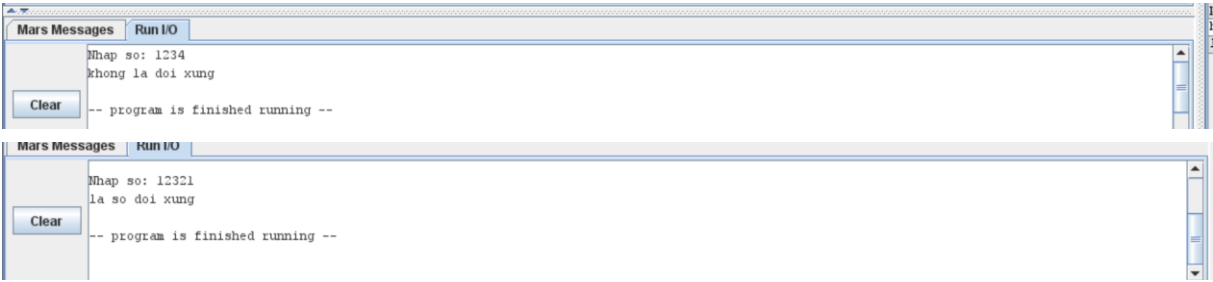 Mars Messages Run I/O
Nhap so: 1234
khong la doi xung
Clear
-- program is finished running --
Mars Messages Run I/O
Nhap so: 12321
la so doi xung
Clear
-- program is finished running --